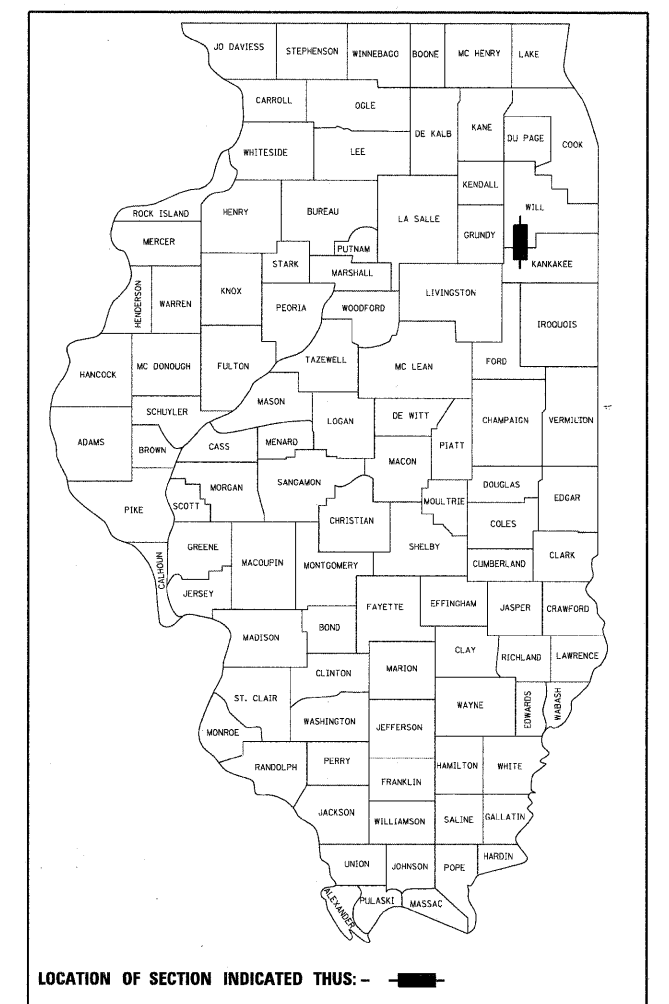 JO DAVIESS
STEPHENSON
WINNEBAGO
BOONE
MC HENRY
LAKE
CARROLL
OGLE
DE KALB
KANE
DU PAGE
COOK
WHITESIDE
LEE
KENDALL
WILL
ROCK ISLAND
HENRY
BUREAU
LA SALLE
GRUNDY
MERCER
PUTNAM
KANKAKEE
STARK
MARSHALL
HENDERSON
WARREN
KNOX
PEORIA
WOODFORD
LIVINGSTON
IROQUOIS
HANCOCK
MC DONOUGH
FULTON
TAZEWELL
MC LEAN
FORD
MASON
SCHUYLER
LOGAN
DE WITT
CHAMPAIGN
VERMILION
ADAMS
BROWN
CASS
MENARD
PIATT
MACON
MORGAN
SANGAMON
DOUGLAS
EDGAR
PIKE
SCOTT
CHRISTIAN
MOULTRIE
COLES
CALHOUN
GREENE
MACOUPIN
MONTGOMERY
SHELBY
CUMBERLAND
CLARK
JERSEY
FAYETTE
EFFINGHAM
JASPER
CRAWFORD
MADISON
BOND
CLAY
RICHLAND
LAWRENCE
CLINTON
MARION
ST. CLAIR
WAYNE
EDWARDS
WABASH
MONROE
WASHINGTON
JEFFERSON
RANDOLPH
PERRY
HAMILTON
WHITE
FRANKLIN
JACKSON
WILLIAMSON
SALINE
GALLATIN
UNION
JOHNSON
POPE
HARDIN
ALEXANDER
PULASKI
MASSAC
LOCATION OF SECTION INDICATED THUS: -